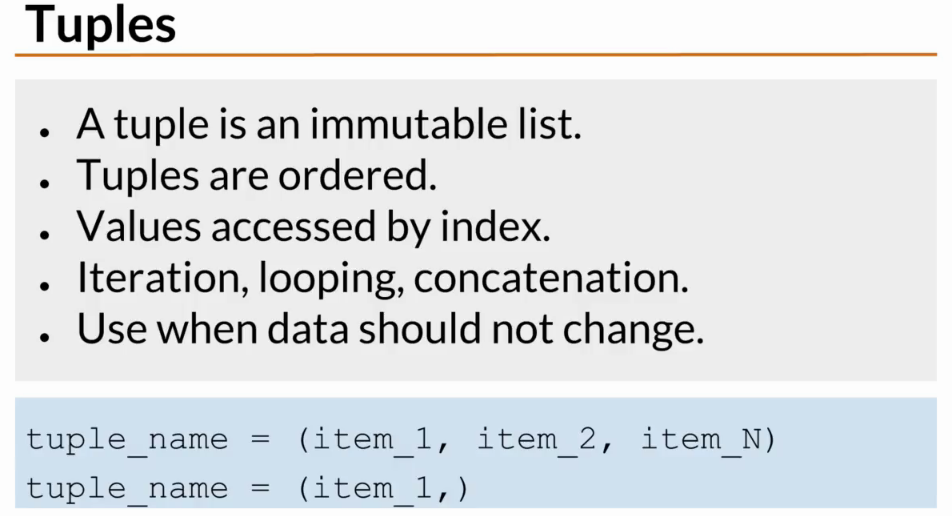 Tuples
• A tuple is an immutable list.
• Tuples are ordered.
• Values accessed by index.
• Iteration, looping, concatenation.
• Use when data should not change.
tuple_name = (item_1, item_2, item_N)
tuple_name = (item_1,)